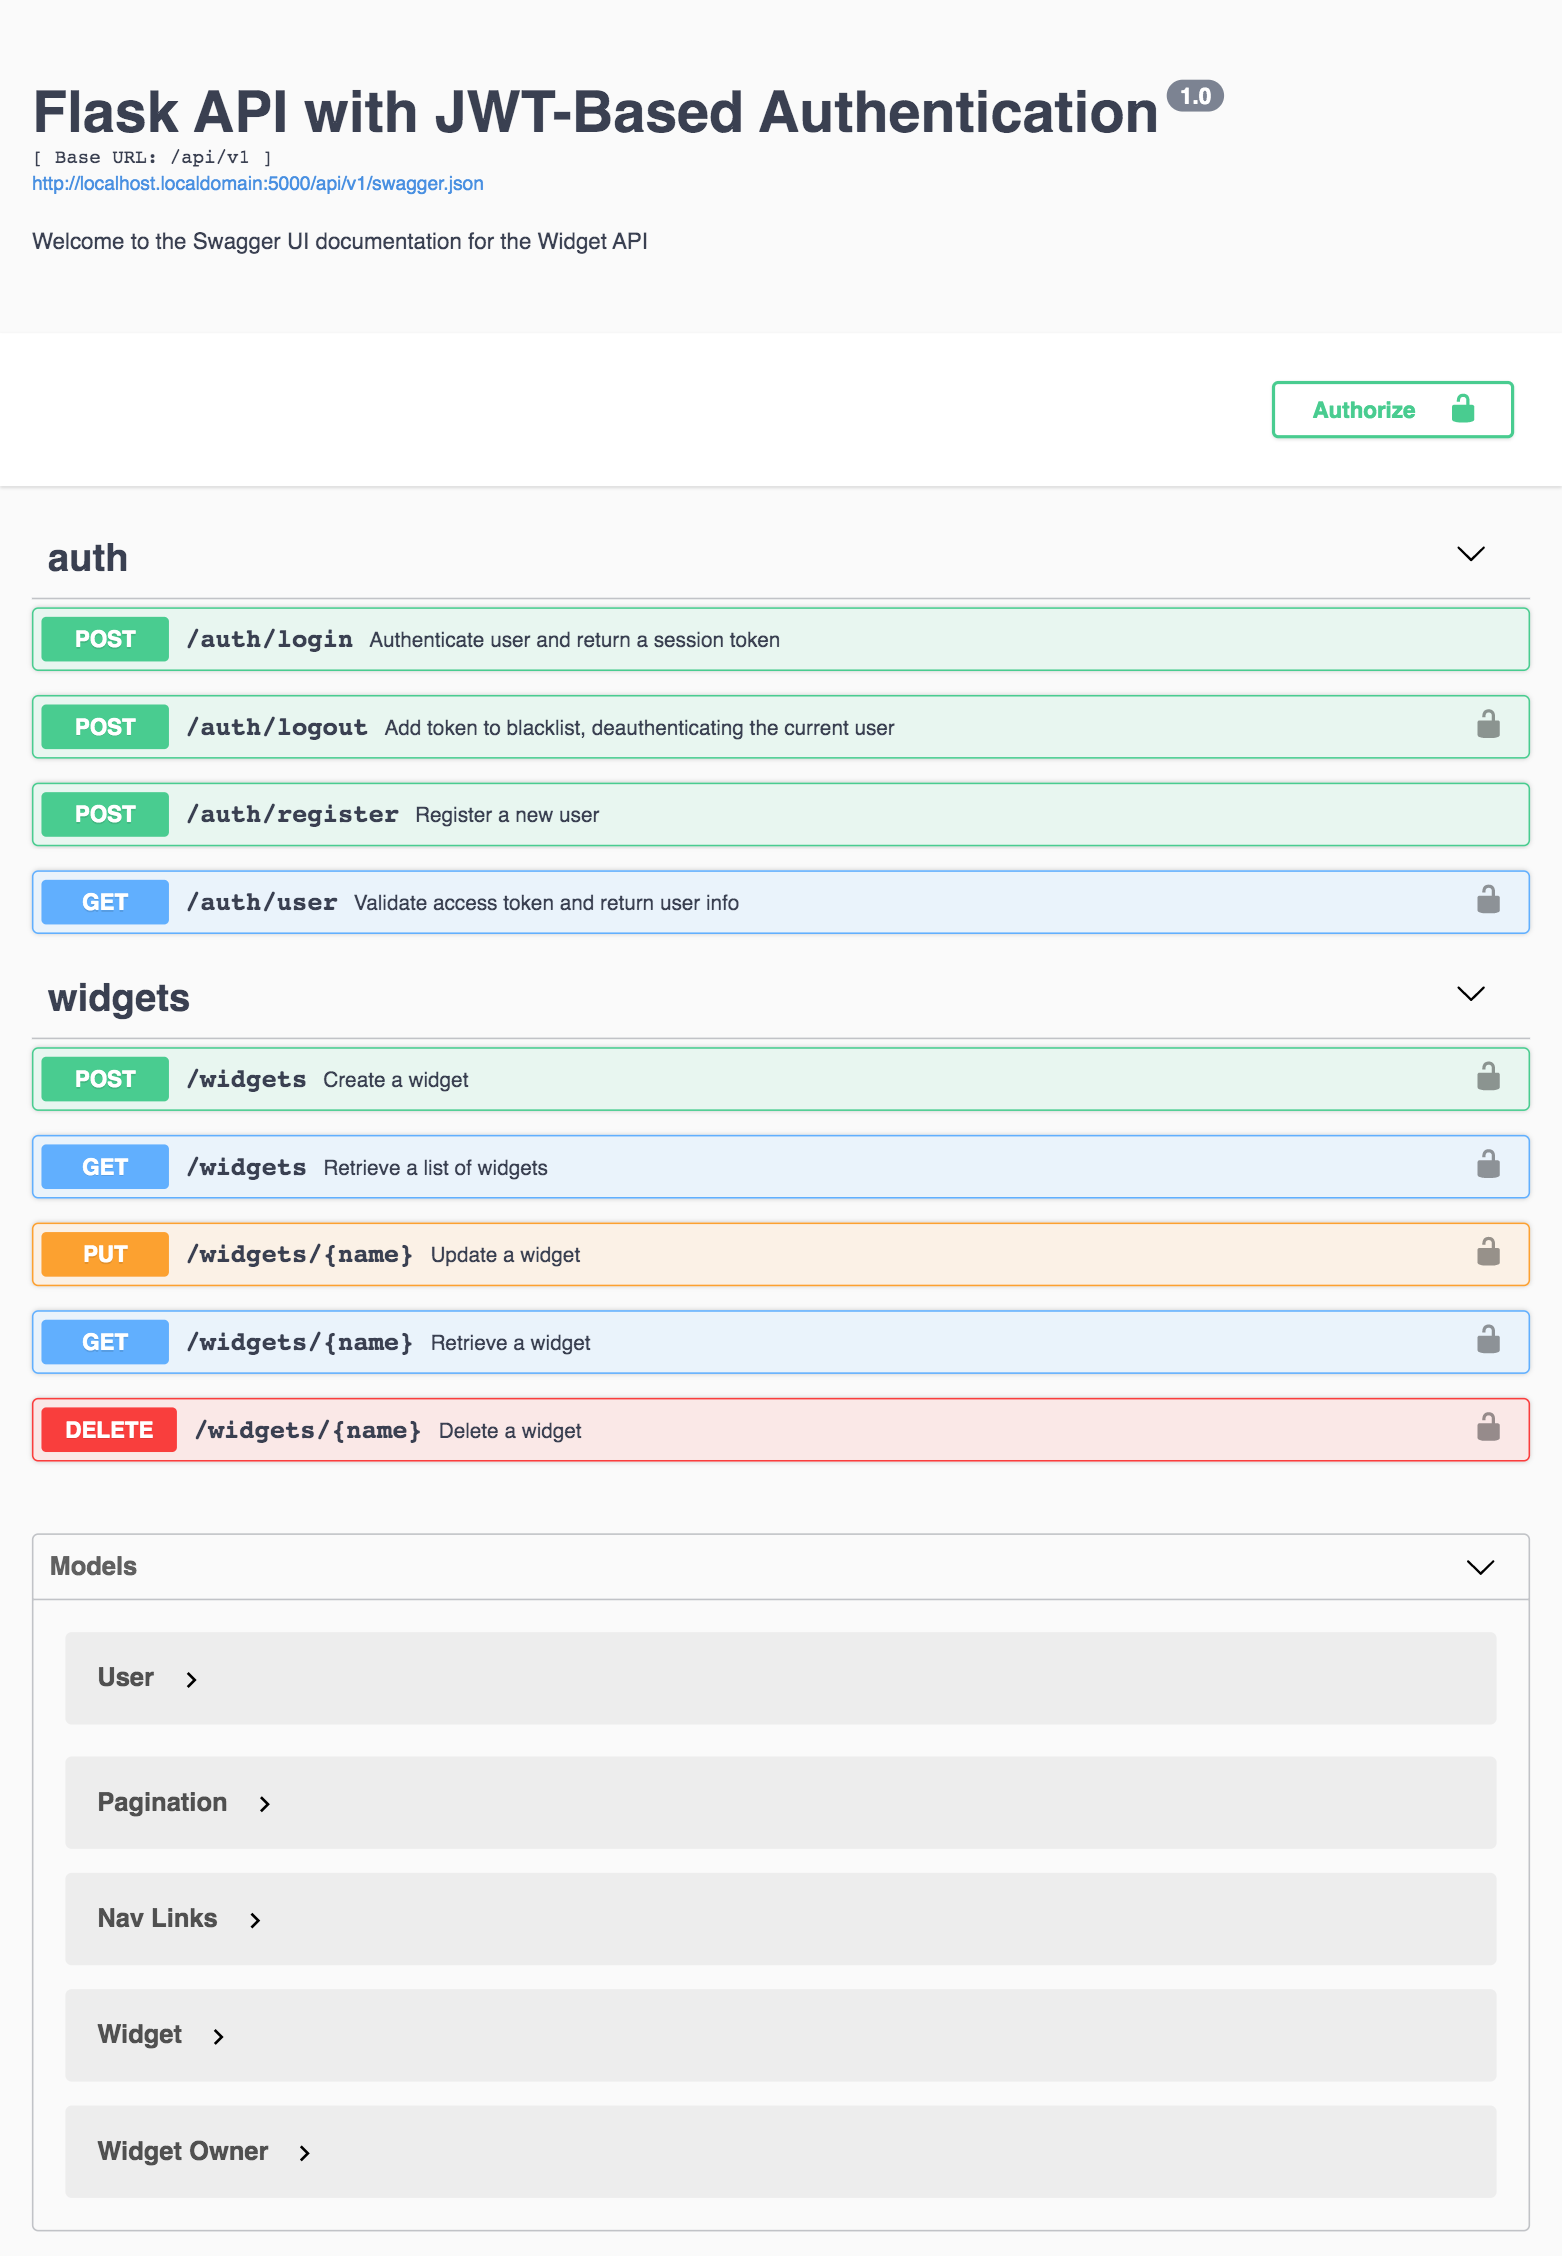 Flask API with JWT-Based Authentication 1.0
[ Base URL: /api/v1 ]
http://localhost.localdomain:5000/api/v1/swagger.json
Welcome to the Swagger UI documentation for the Widget API
Authorize
auth
POST /auth/login Authenticate user and return a session token
POST /auth/logout Add token to blacklist, deauthenticating the current user
POST /auth/register Register a new user
GET /auth/user Validate access token and return user info
widgets
POST /widgets Create a widget
GET /widgets Retrieve a list of widgets
PUT /widgets/{name} Update a widget
GET /widgets/{name} Retrieve a widget
DELETE /widgets/{name} Delete a widget
Models
User
Pagination
Nav Links
Widget
Widget Owner